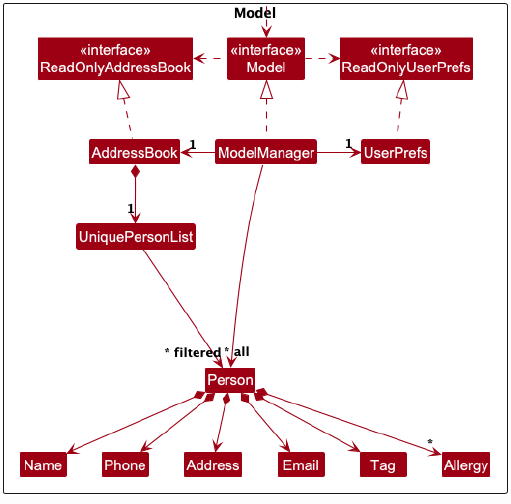 Model
«interface»
ReadOnlyAddressBook
«interface»
Model
«interface»
ReadOnlyUserPrefs
AddressBook
1
ModelManager
1
UserPrefs
1
UniquePersonList
* filtered
* all
Person
*
Name
Phone
Address
Email
Tag
Allergy